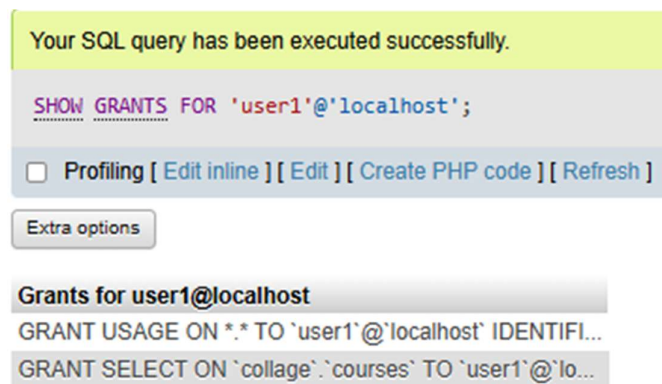 Your SQL query has been executed successfully.
SHOW GRANTS FOR 'user1'@'localhost';
Profiling [ Edit inline ] [ Edit ] [ Create PHP code ] [ Refresh ]
Extra options
Grants for user1@localhost
GRANT USAGE ON *.* TO `user1`@`localhost` IDENTIFI...
GRANT SELECT ON `collage`.`courses` TO `user1`@`lo...